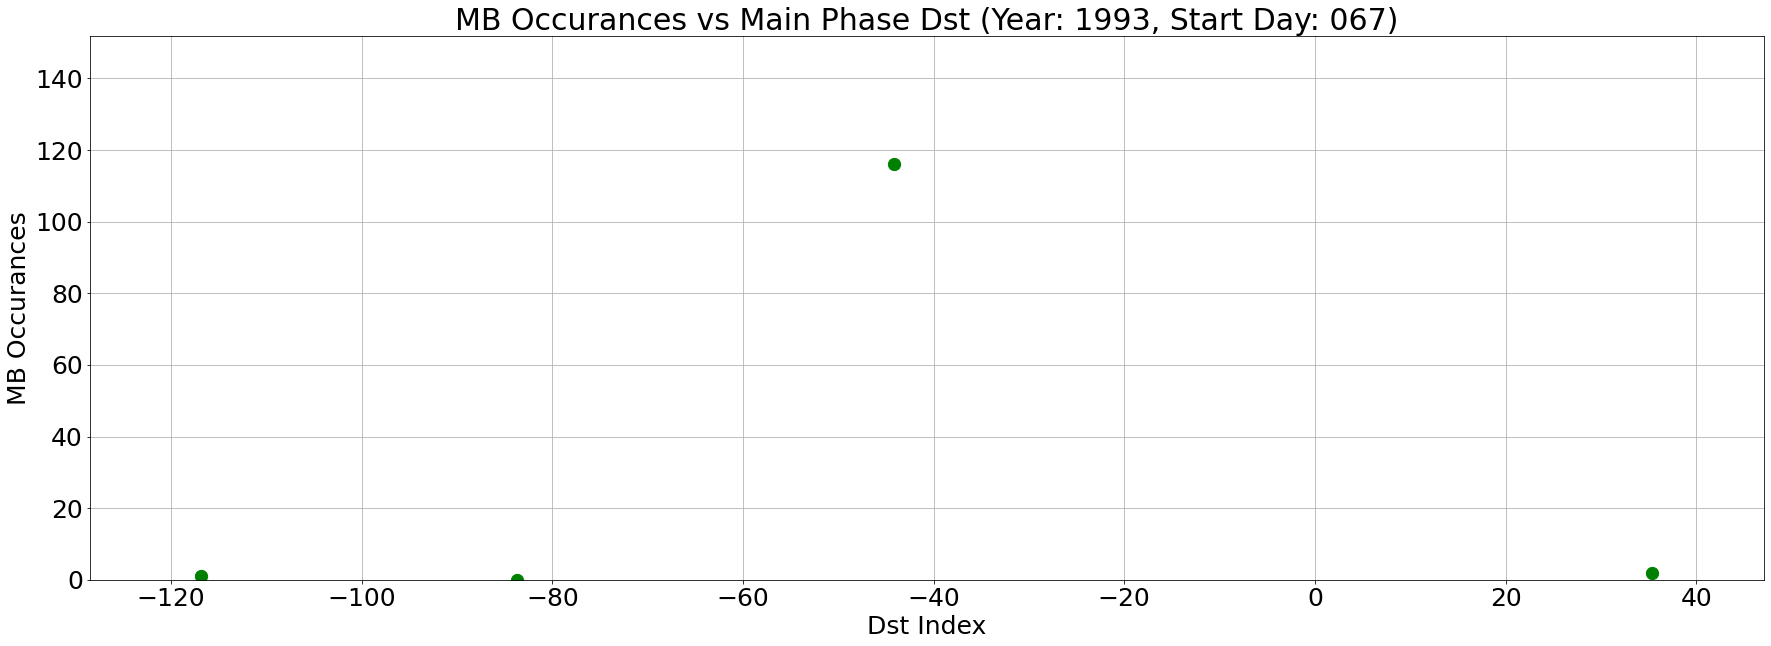 MB Occurances vs Main Phase Dst (Year: 1993, Start Day: 067)
MB Occurances
140
120
100
80
60
40
20
0
−120 −100 −80 −60 −40 −20 0 20 40
Dst Index